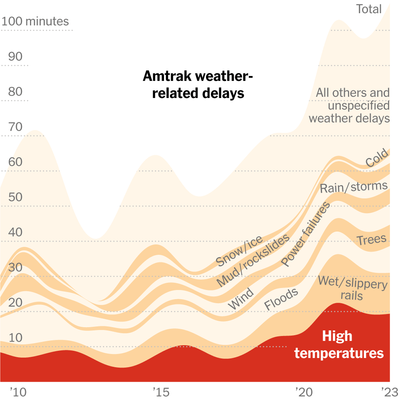 Total
100 minutes
Amtrak weather-
related delays
90
80
All others and
unspecified
weather delays
70
60
Cold
50
Rain/storms
40
Snow/ice
Mud/rockslides
Power failures
Trees
30
Wind
Floods
Wet/slippery
rails
20
10
High
temperatures
’10
’15
’20
’23